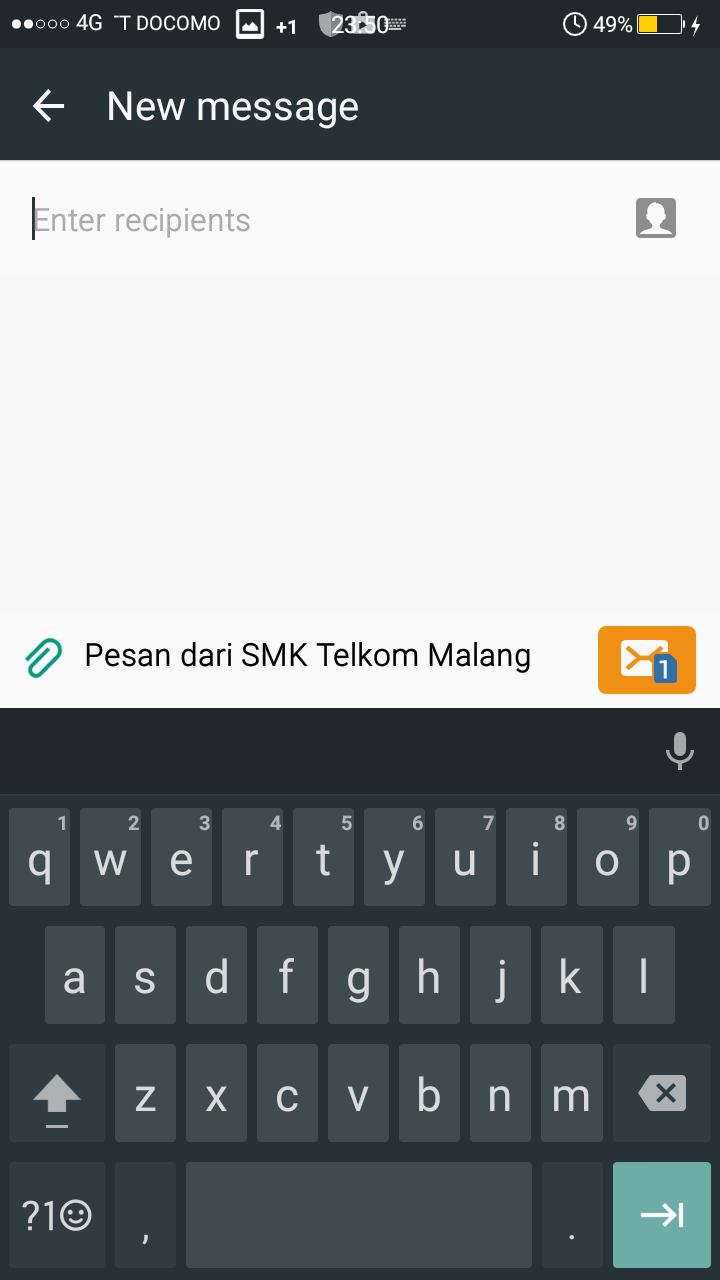 4G TT DOCOMO +1 23:50 49%
New message
Enter recipients
Pesan dari SMK Telkom Malang
1
1 2 3 4 5 6 7 8 9 0
q w e r t y u i o p
a s d f g h j k l
z x c v b n m
?1 , .